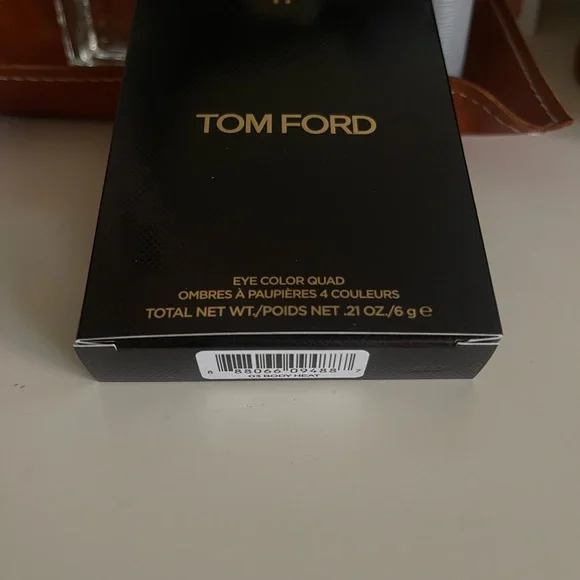 TOM FORD
EYE COLOR QUAD
OMBRES À PAUPIÈRES 4 COULEURS
TOTAL NET WT./POIDS NET .21 OZ./6 g ℮
8 88066 09488 7
03 BODY HEAT